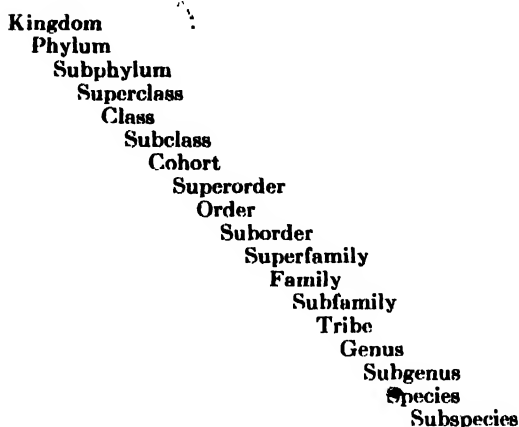 Kingdom
Phylum
Subphylum
Superclass
Class
Subclass
Cohort
Superorder
Order
Suborder
Superfamily
Family
Subfamily
Tribe
Genus
Subgenus
Species
Subspecies